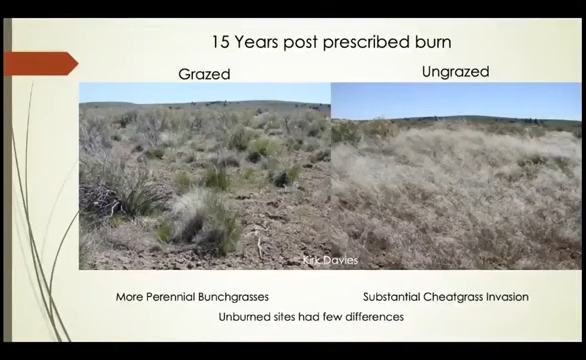 15 Years post prescribed burn
Grazed
Ungrazed
Kirk Davies
More Perennial Bunchgrasses
Substantial Cheatgrass Invasion
Unburned sites had few differences